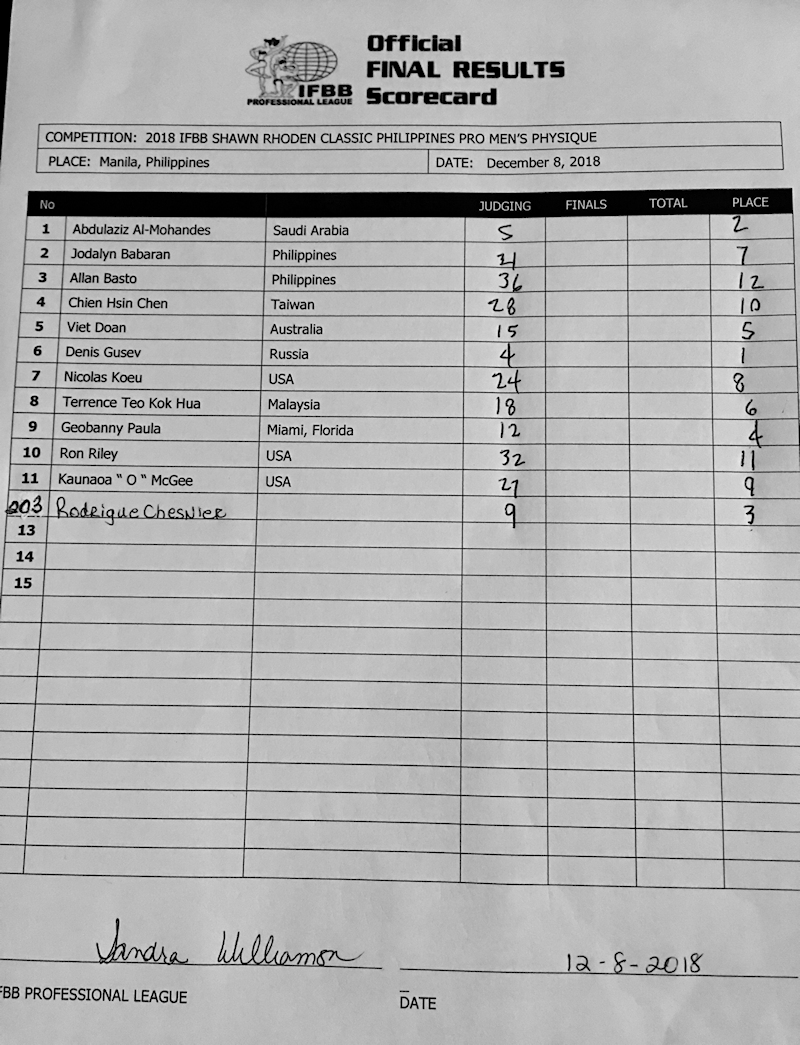 Official
FINAL RESULTS
Scorecard
IFBB
PROFESSIONAL LEAGUE
COMPETITION: 2018 IFBB SHAWN RHODEN CLASSIC PHILIPPINES PRO MEN'S PHYSIQUE
PLACE: Manila, Philippines DATE: December 8, 2018
No JUDGING FINALS TOTAL PLACE
1 Abdulaziz Al-Mohandes Saudi Arabia 5 2
2 Jodalyn Babaran Philippines 21 7
3 Allan Basto Philippines 36 12
4 Chien Hsin Chen Taiwan 28 10
5 Viet Doan Australia 15 5
6 Denis Gusev Russia 4 1
7 Nicolas Koeu USA 24 8
8 Terrence Teo Kok Hua Malaysia 18 6
9 Geobanny Paula Miami, Florida 12 4
10 Ron Riley USA 32 11
11 Kaunaoa " O " McGee USA 27 9
203 Rodrigue Chesnier 9 3
13
14
15
Sandra Williamson 12-8-2018
FBB PROFESSIONAL LEAGUE DATE